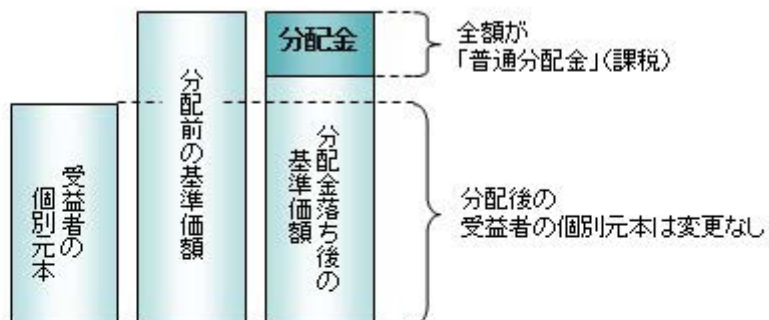 分配金
全額が
「普通分配金」(課税)
分配前の基準価額
受益者の
個別元本
分配金落ち後の
基準価額
分配後の
受益者の個別元本は変更なし